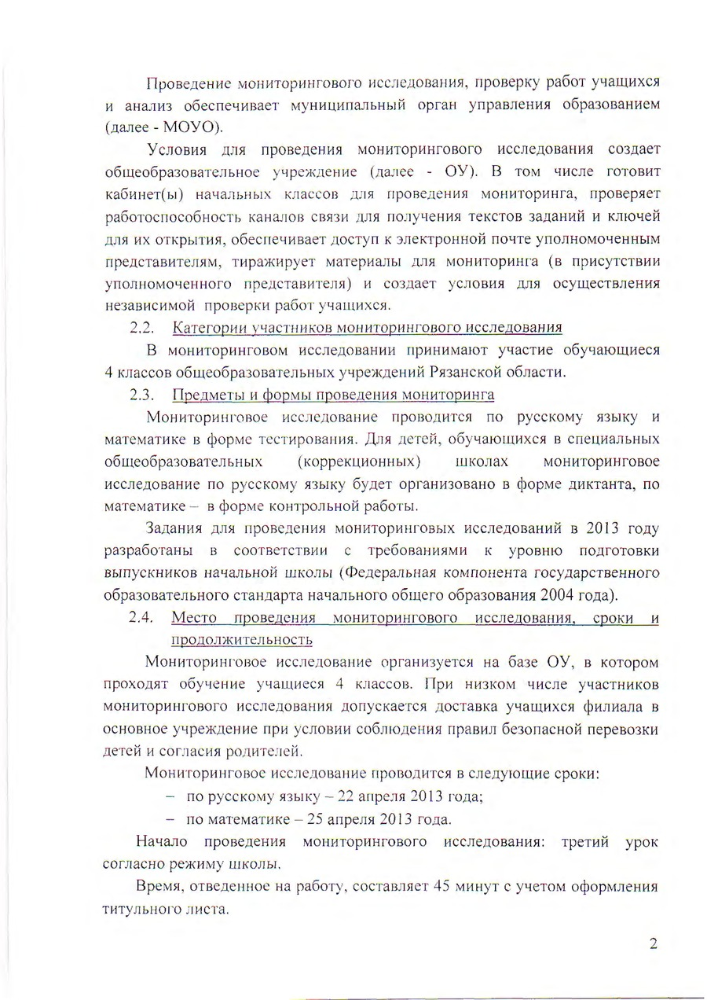 Проведение мониторингового исследования, проверку работ учащихся
и анализ обеспечивает муниципальный орган управления образованием
(далее - МОУО).
Условия для проведения мониторингового исследования создает
общеобразовательное учреждение (далее - ОУ). В том числе готовит
кабинет(ы) начальных классов для проведения мониторинга, проверяет
работоспособность каналов связи для получения текстов заданий и ключей
для их открытия, обеспечивает доступ к электронной почте уполномоченным
представителям, тиражирует материалы для мониторинга (в присутствии
уполномоченного представителя) и создает условия для осуществления
независимой проверки работ учащихся.
2.2. Категории участников мониторингового исследования
В мониторинговом исследовании принимают участие обучающиеся
4 классов общеобразовательных учреждений Рязанской области.
2.3. Предметы и формы проведения мониторинга
Мониторинговое исследование проводится по русскому языку и
математике в форме тестирования. Для детей, обучающихся в специальных
общеобразовательных (коррекционных) школах мониторинговое
исследование по русскому языку будет организовано в форме диктанта, по
математике – в форме контрольной работы.
Задания для проведения мониторинговых исследований в 2013 году
разработаны в соответствии с требованиями к уровню подготовки
выпускников начальной школы (Федеральная компонента государственного
образовательного стандарта начального общего образования 2004 года).
2.4. Место проведения мониторингового исследования, сроки и
продолжительность
Мониторинговое исследование организуется на базе ОУ, в котором
проходят обучение учащиеся 4 классов. При низком числе участников
мониторингового исследования допускается доставка учащихся филиала в
основное учреждение при условии соблюдения правил безопасной перевозки
детей и согласия родителей.
Мониторинговое исследование проводится в следующие сроки:
– по русскому языку – 22 апреля 2013 года;
– по математике – 25 апреля 2013 года.
Начало проведения мониторингового исследования: третий урок
согласно режиму школы.
Время, отведенное на работу, составляет 45 минут с учетом оформления
титульного листа.
2